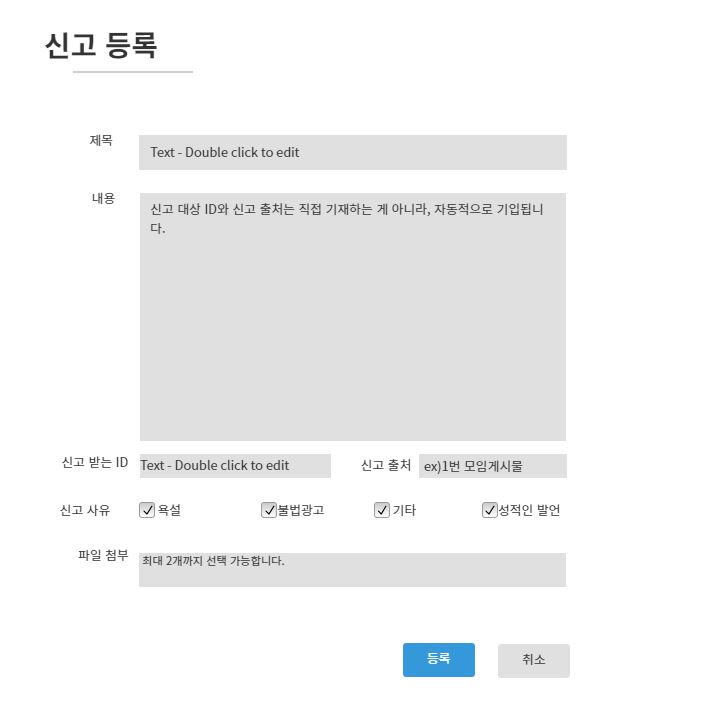 신고 등록
제목
Text - Double click to edit
내용
신고 대상 ID와 신고 출처는 직접 기재하는 게 아니라, 자동적으로 기입됩니
다.
신고 받는 ID
Text - Double click to edit
신고 출처
ex)1번 모임게시물
신고 사유
욕설
불법광고
기타
성적인 발언
파일 첨부
최대 2개까지 선택 가능합니다.
등록
취소